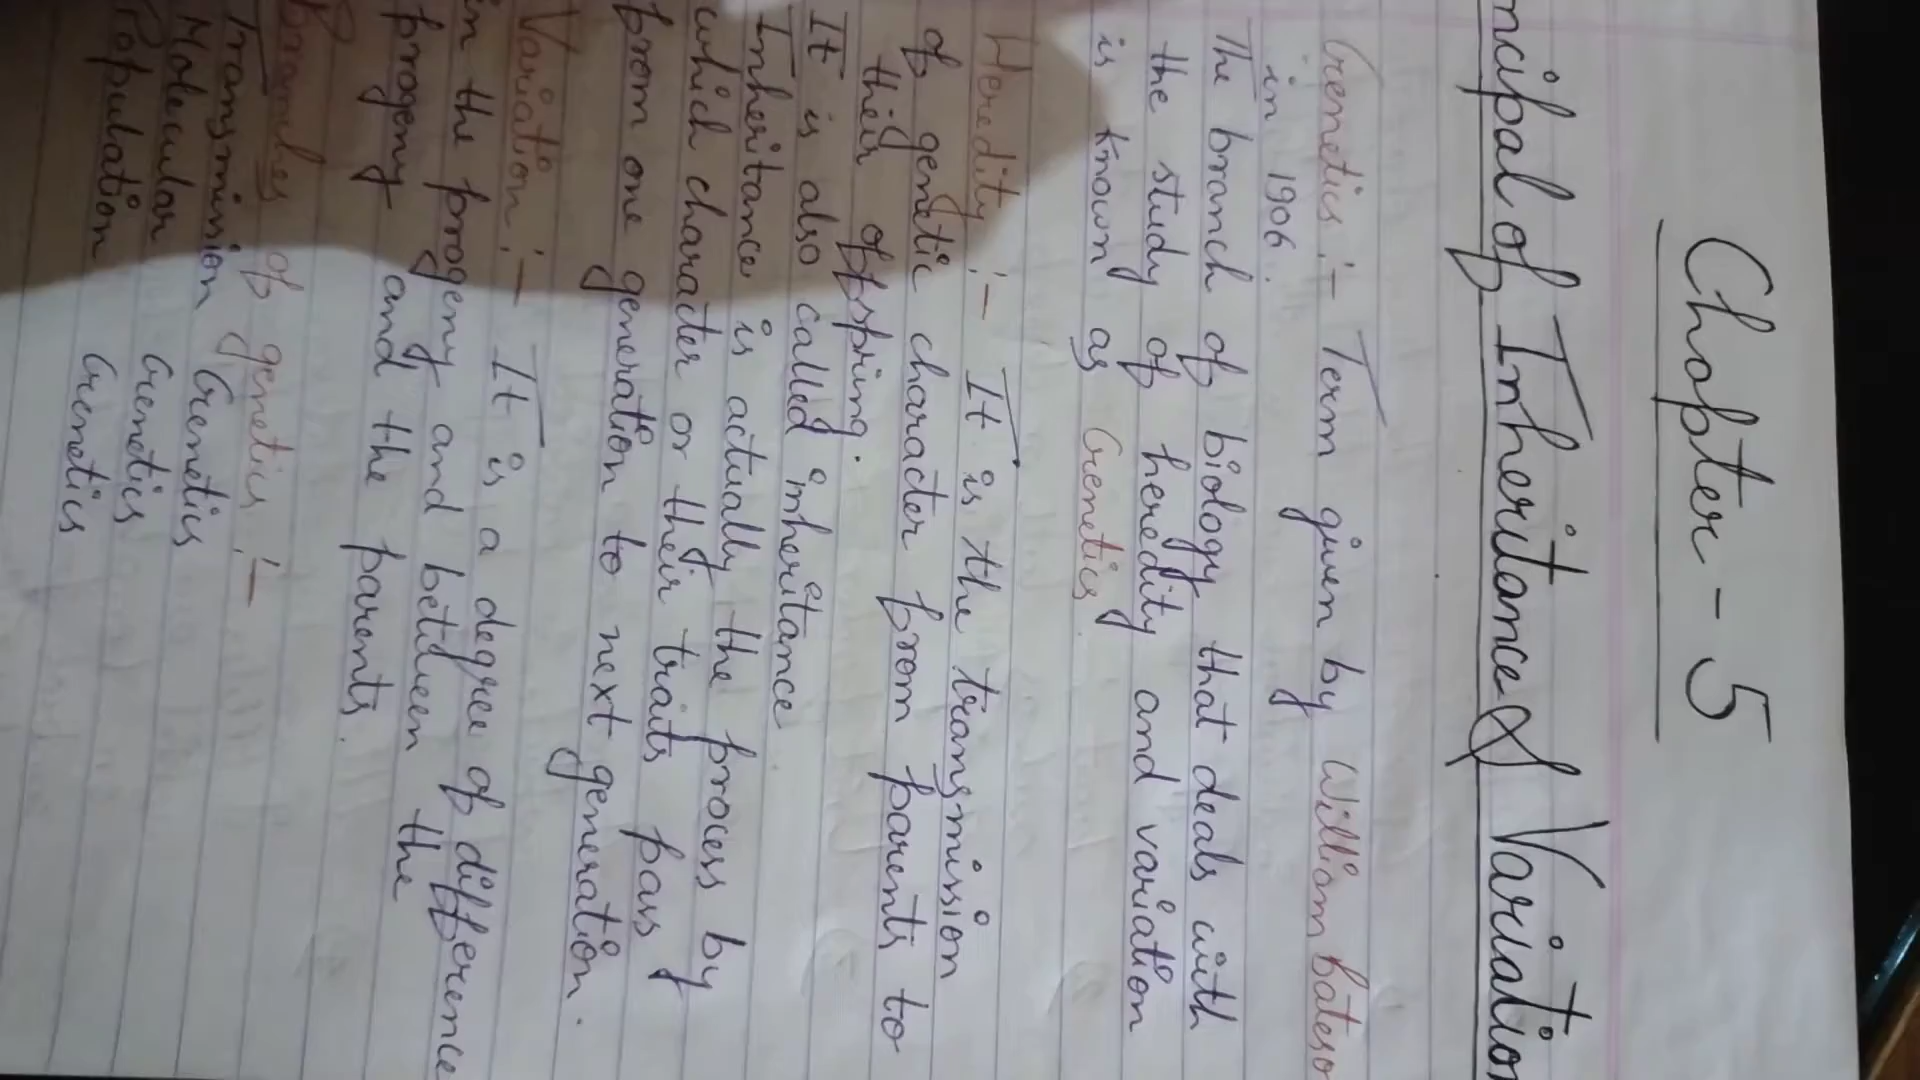 Chapter - 5
ncipal of Inheritance & Variation
Genetics :- Term given by William bateso
in 1906.
The branch of biology that deals with
the study of heredity and variation
is known as Genetics.
Heredity :- It is the transmission
of genetic character from parents to
their offspring.
It is also called inheritance
Inheritance is actually the process by
which character or their traits pass
from one generation to next generation.
Variation :- It is a degree of difference
in the progeny and between the
progeny and the parents.
Branches of genetics :-
Transmission Genetics
Molecular Genetics
Population Genetics